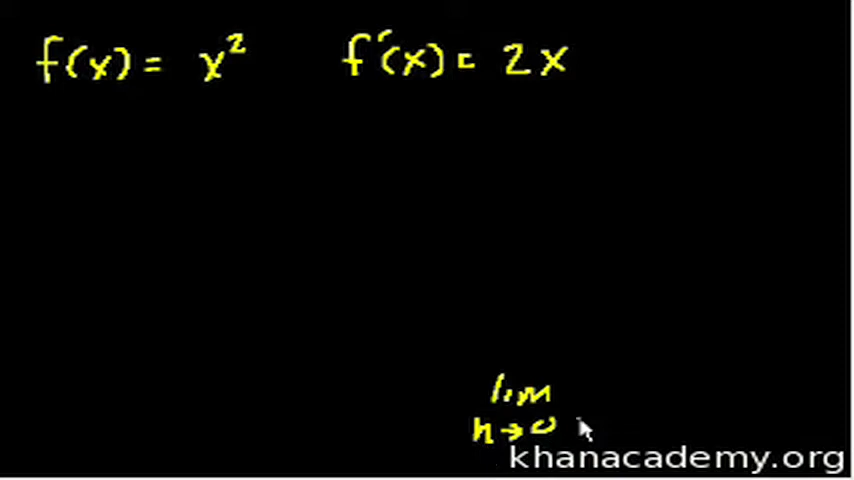 f(x) = x² f'(x) = 2x
lim
h→0
khanacademy.org